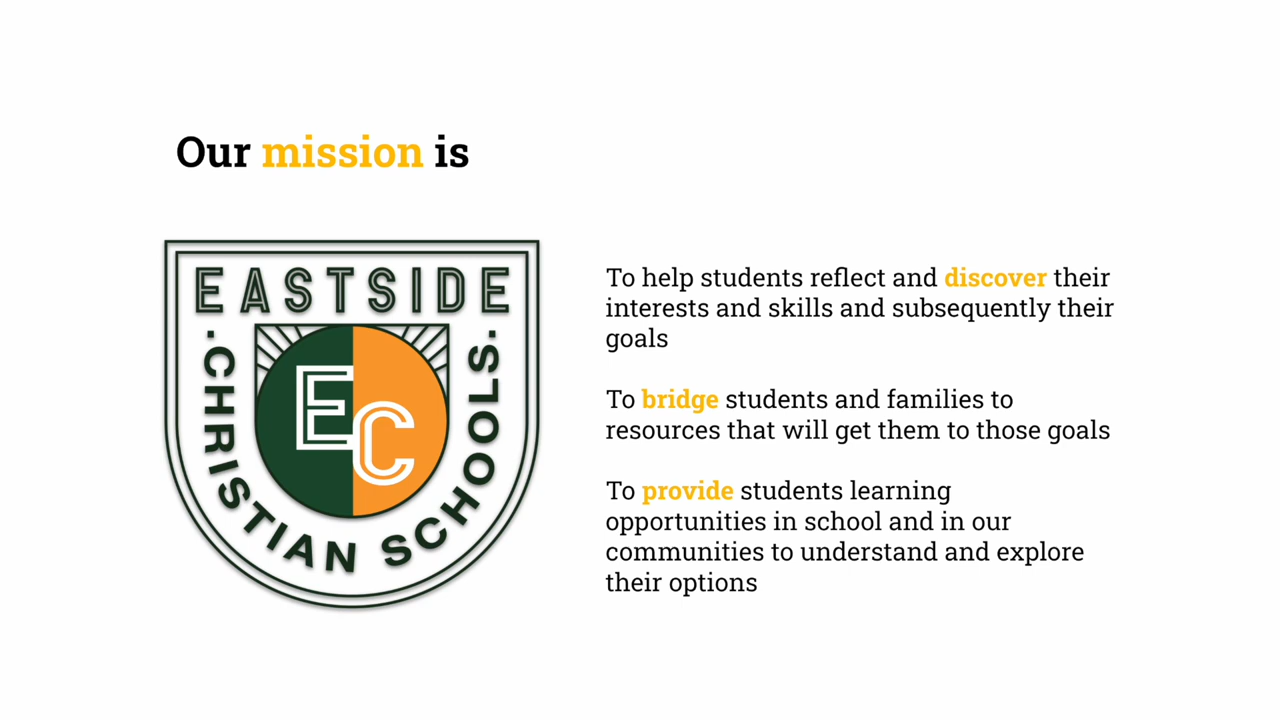 Our mission is
EASTSIDE
· CHRISTIAN SCHOOLS ·
EC
To help students reflect and discover their
interests and skills and subsequently their
goals
To bridge students and families to
resources that will get them to those goals
To provide students learning
opportunities in school and in our
communities to understand and explore
their options